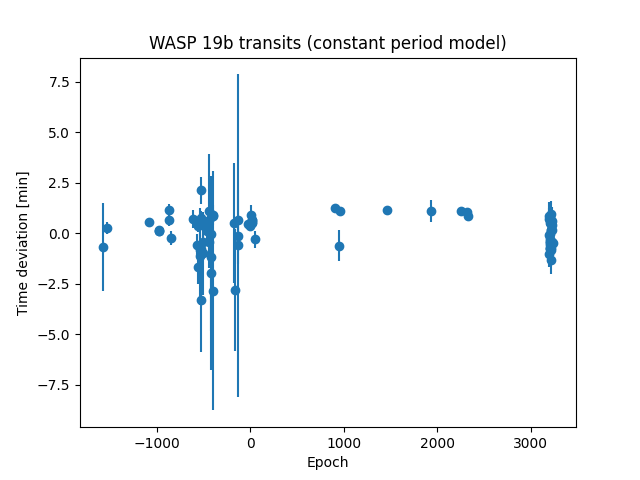 WASP 19b transits (constant period model)
Time deviation [min]
7.5
5.0
2.5
0.0
−2.5
−5.0
−7.5
−1000 0 1000 2000 3000
Epoch